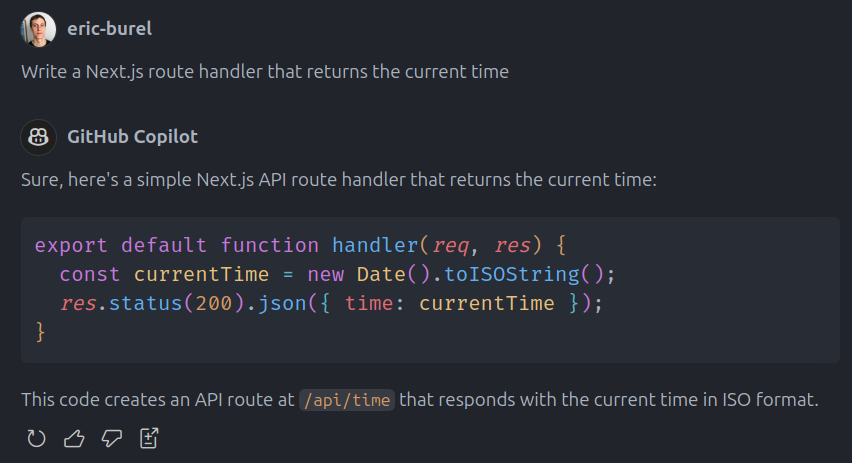 eric-burel
Write a Next.js route handler that returns the current time
GitHub Copilot
Sure, here's a simple Next.js API route handler that returns the current time:
export default function handler(req, res) {
  const currentTime = new Date().toISOString();
  res.status(200).json({ time: currentTime });
}
This code creates an API route at /api/time that responds with the current time in ISO format.